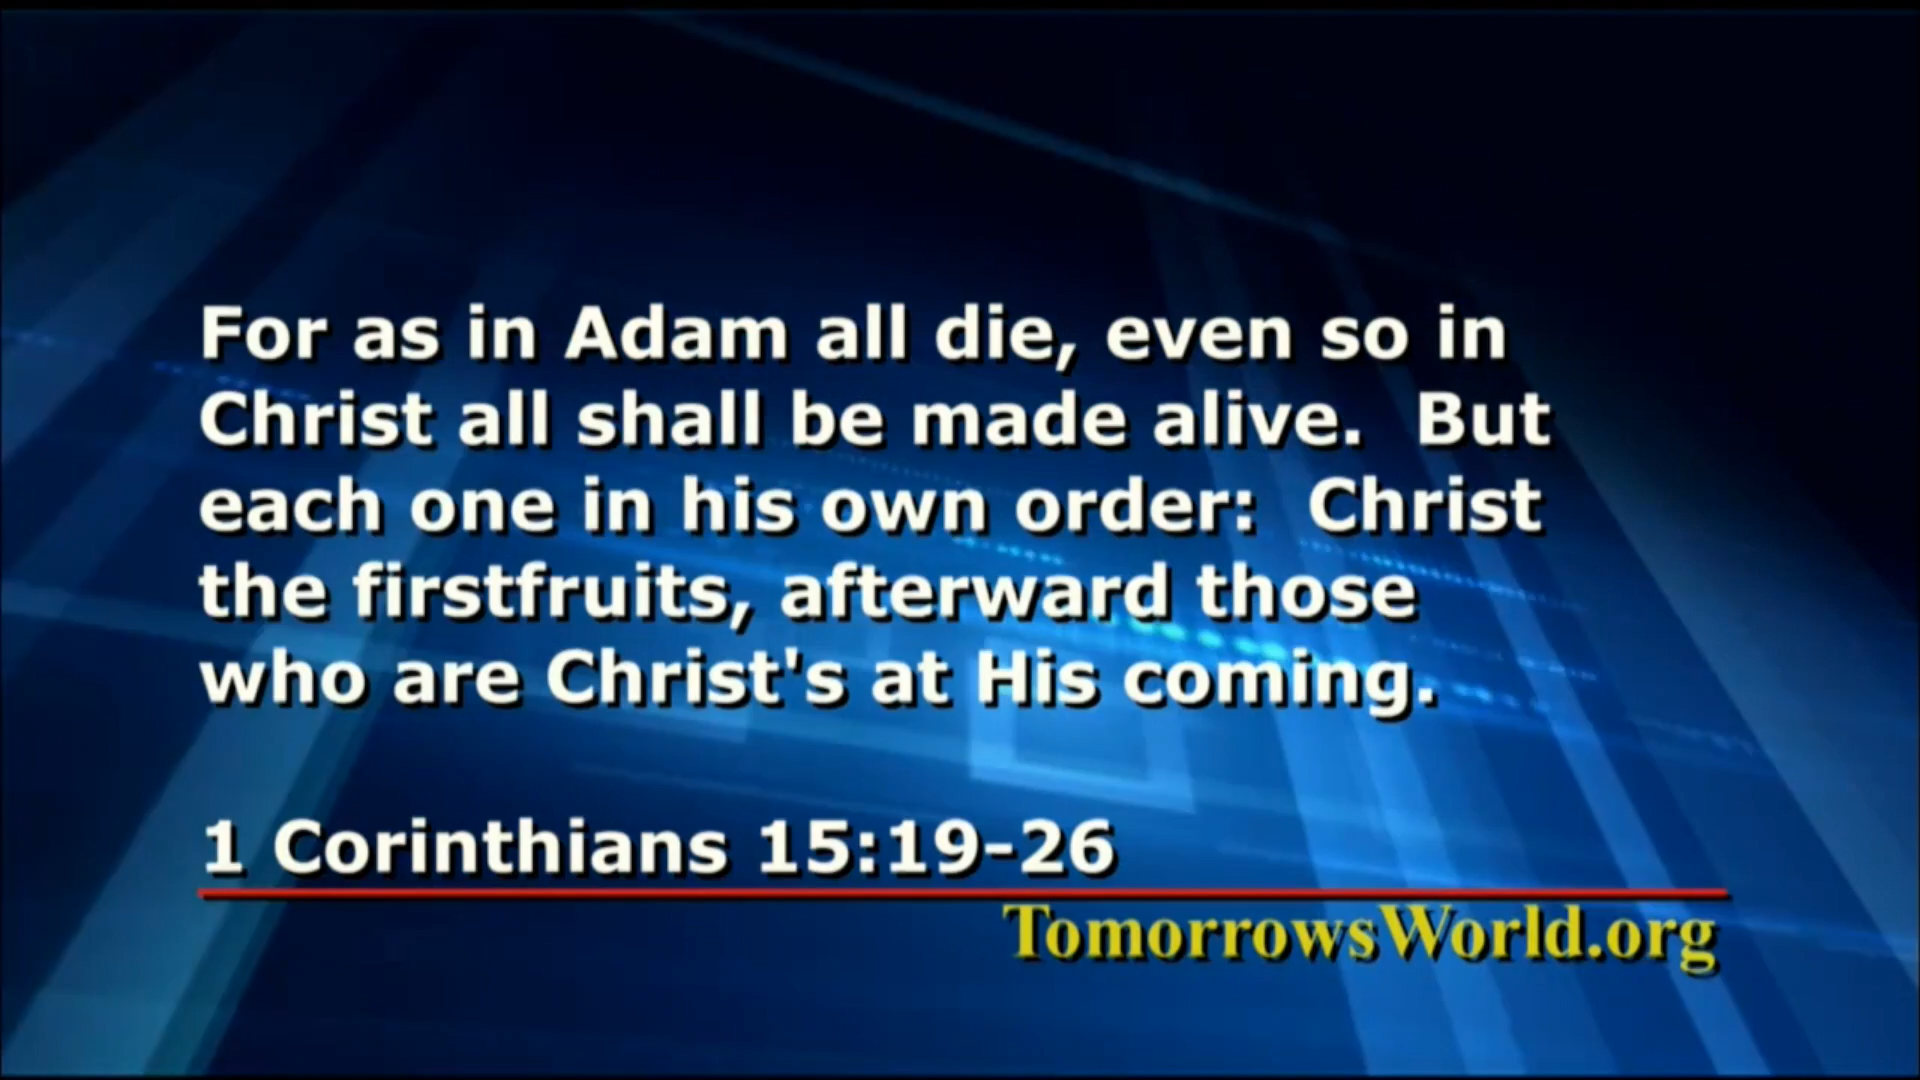 For as in Adam all die, even so in
Christ all shall be made alive.  But
each one in his own order:  Christ
the firstfruits, afterward those
who are Christ's at His coming.
1 Corinthians 15:19-26
TomorrowsWorld.org